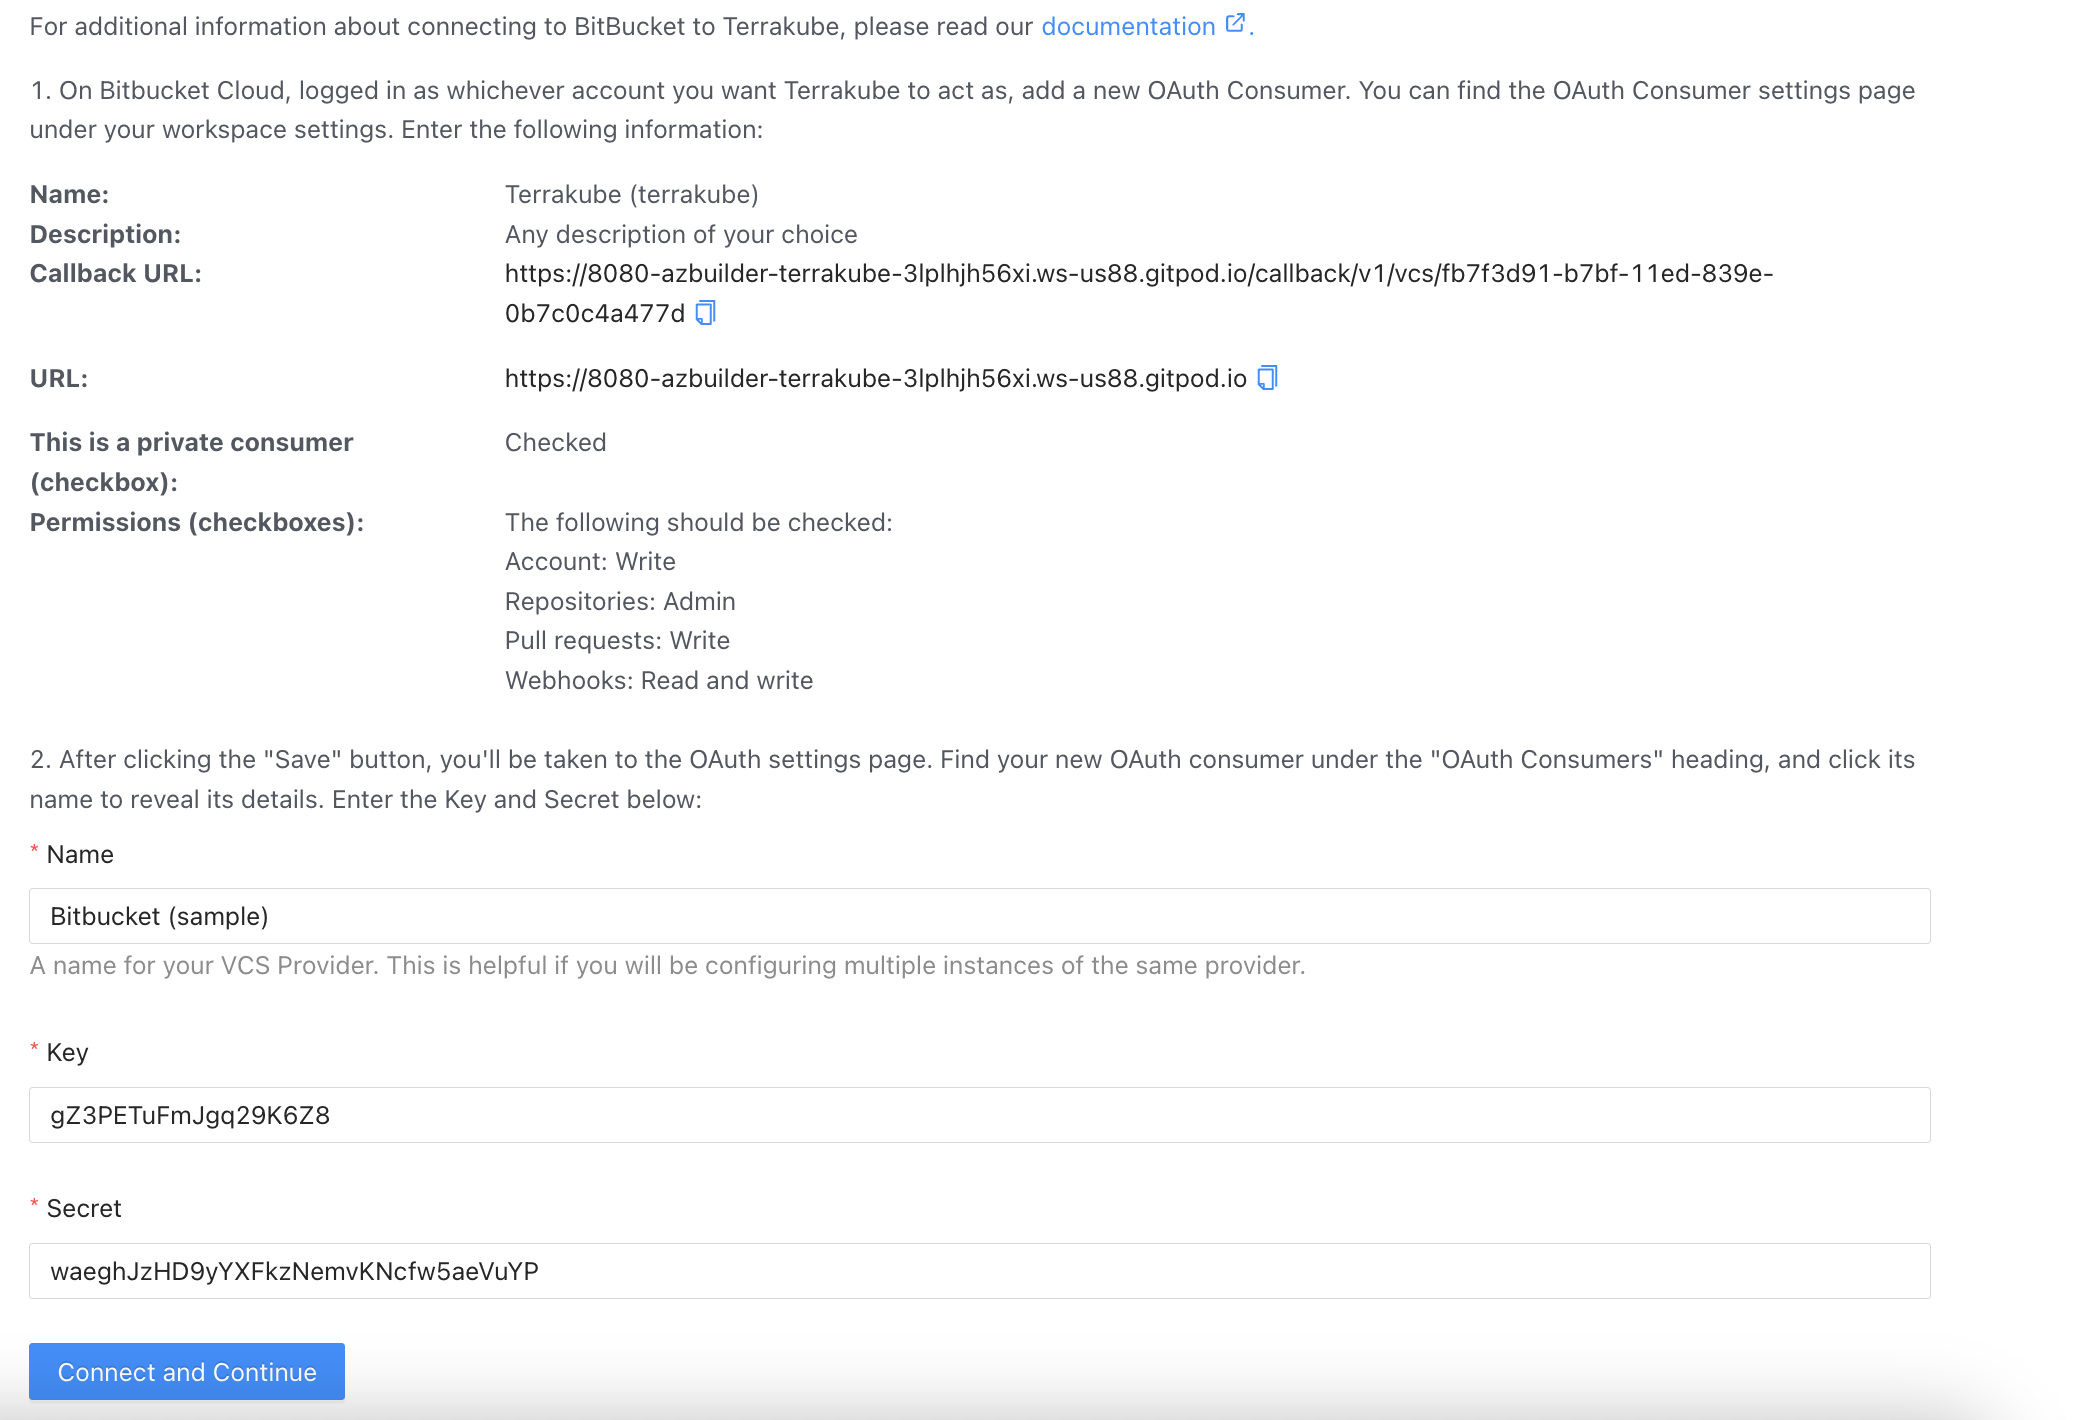 For additional information about connecting to BitBucket to Terrakube, please read our documentation.
1. On Bitbucket Cloud, logged in as whichever account you want Terrakube to act as, add a new OAuth Consumer. You can find the OAuth Consumer settings page
under your workspace settings. Enter the following information:
Name: Terrakube (terrakube)
Description: Any description of your choice
Callback URL: https://8080-azbuilder-terrakube-3lplhjh56xi.ws-us88.gitpod.io/callback/v1/vcs/fb7f3d91-b7bf-11ed-839e-
0b7c0c4a477d
URL: https://8080-azbuilder-terrakube-3lplhjh56xi.ws-us88.gitpod.io
This is a private consumer Checked
(checkbox):
Permissions (checkboxes): The following should be checked:
Account: Write
Repositories: Admin
Pull requests: Write
Webhooks: Read and write
2. After clicking the "Save" button, you'll be taken to the OAuth settings page. Find your new OAuth consumer under the "OAuth Consumers" heading, and click its
name to reveal its details. Enter the Key and Secret below:
* Name
Bitbucket (sample)
A name for your VCS Provider. This is helpful if you will be configuring multiple instances of the same provider.
* Key
gZ3PETuFmJgq29K6Z8
* Secret
waeghJzHD9yYXFkzNemvKNcfw5aeVuYP
Connect and Continue